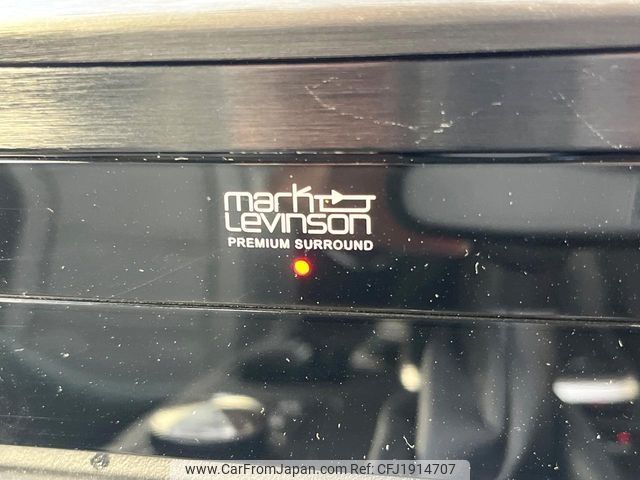 mark
Levinson
PREMIUM SURROUND
www.CarFromJapan.com | Ref: CFJ1914707